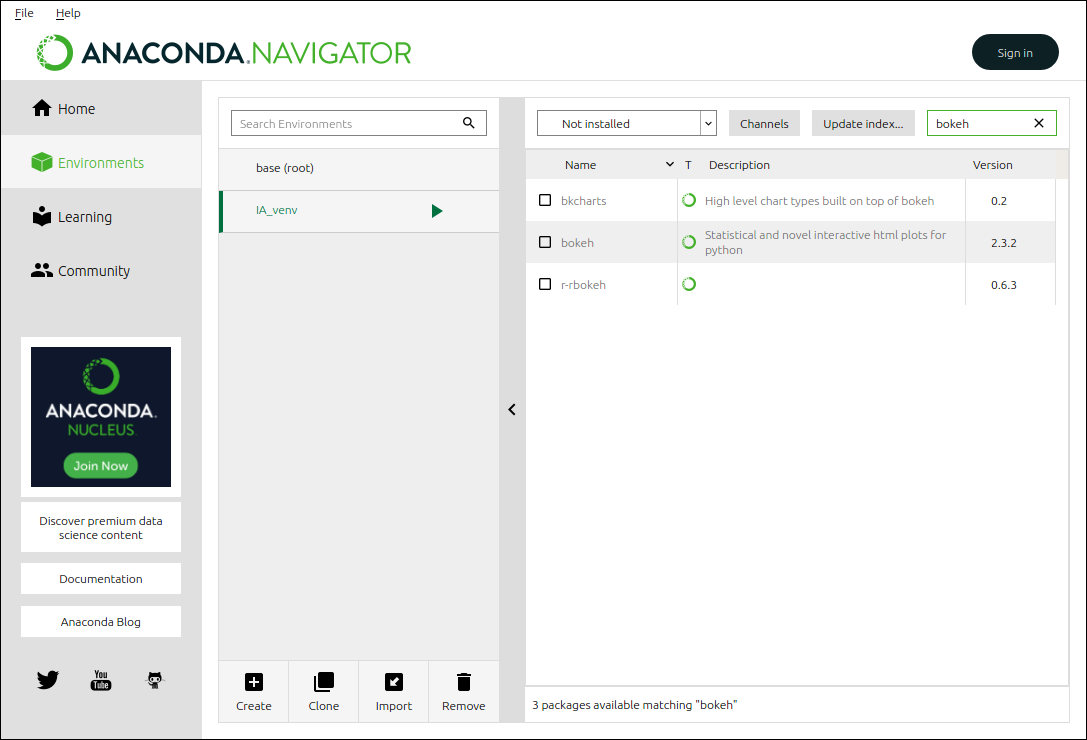 File Help
ANACONDA.NAVIGATOR
Sign in
Home
Environments
Learning
Community
ANACONDA.
NUCLEUS
Join Now
Discover premium data
science content
Documentation
Anaconda Blog
You
Tube
Search Environments
base (root)
IA_venv
Create Clone Import Remove
Not installed Channels Update index... bokeh
Name T Description Version
bkcharts High level chart types built on top of bokeh 0.2
bokeh Statistical and novel interactive html plots for
python 2.3.2
r-rbokeh 0.6.3
3 packages available matching "bokeh"